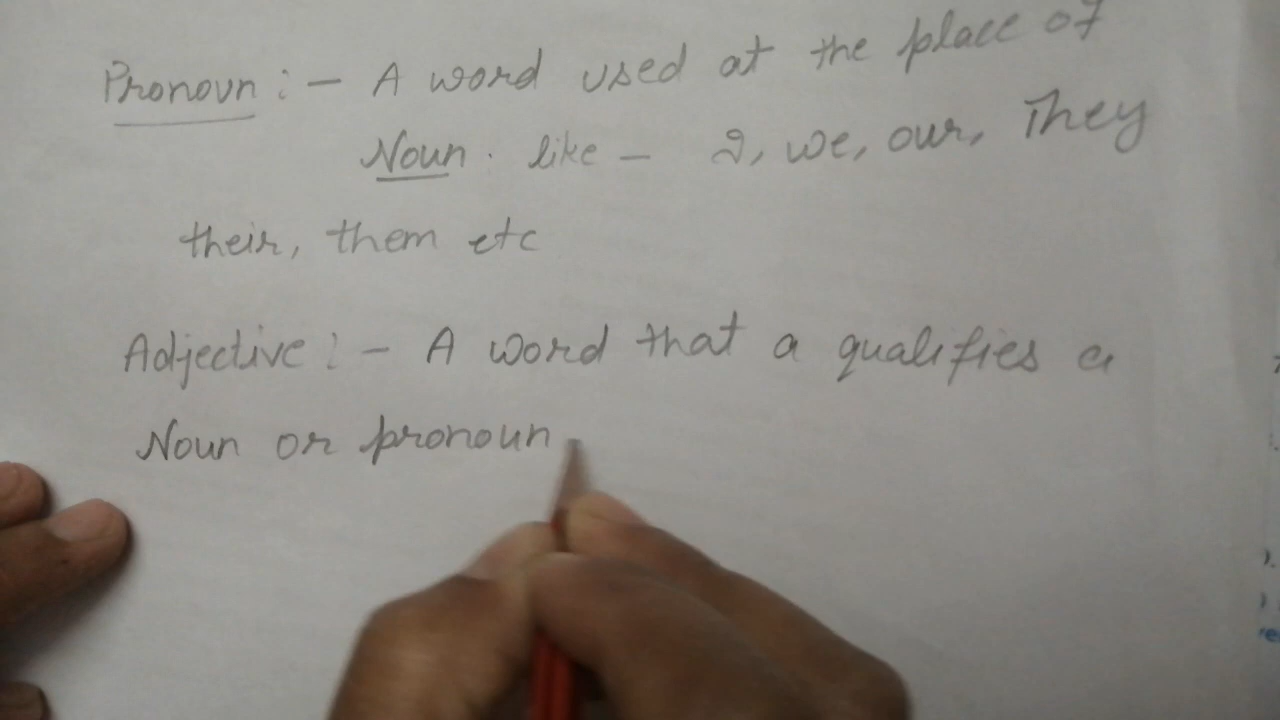 Pronoun :- A word used at the place of
Noun. like - I, we, our, They
their, them etc
Adjective :- A word that a qualifies a
Noun or pronoun